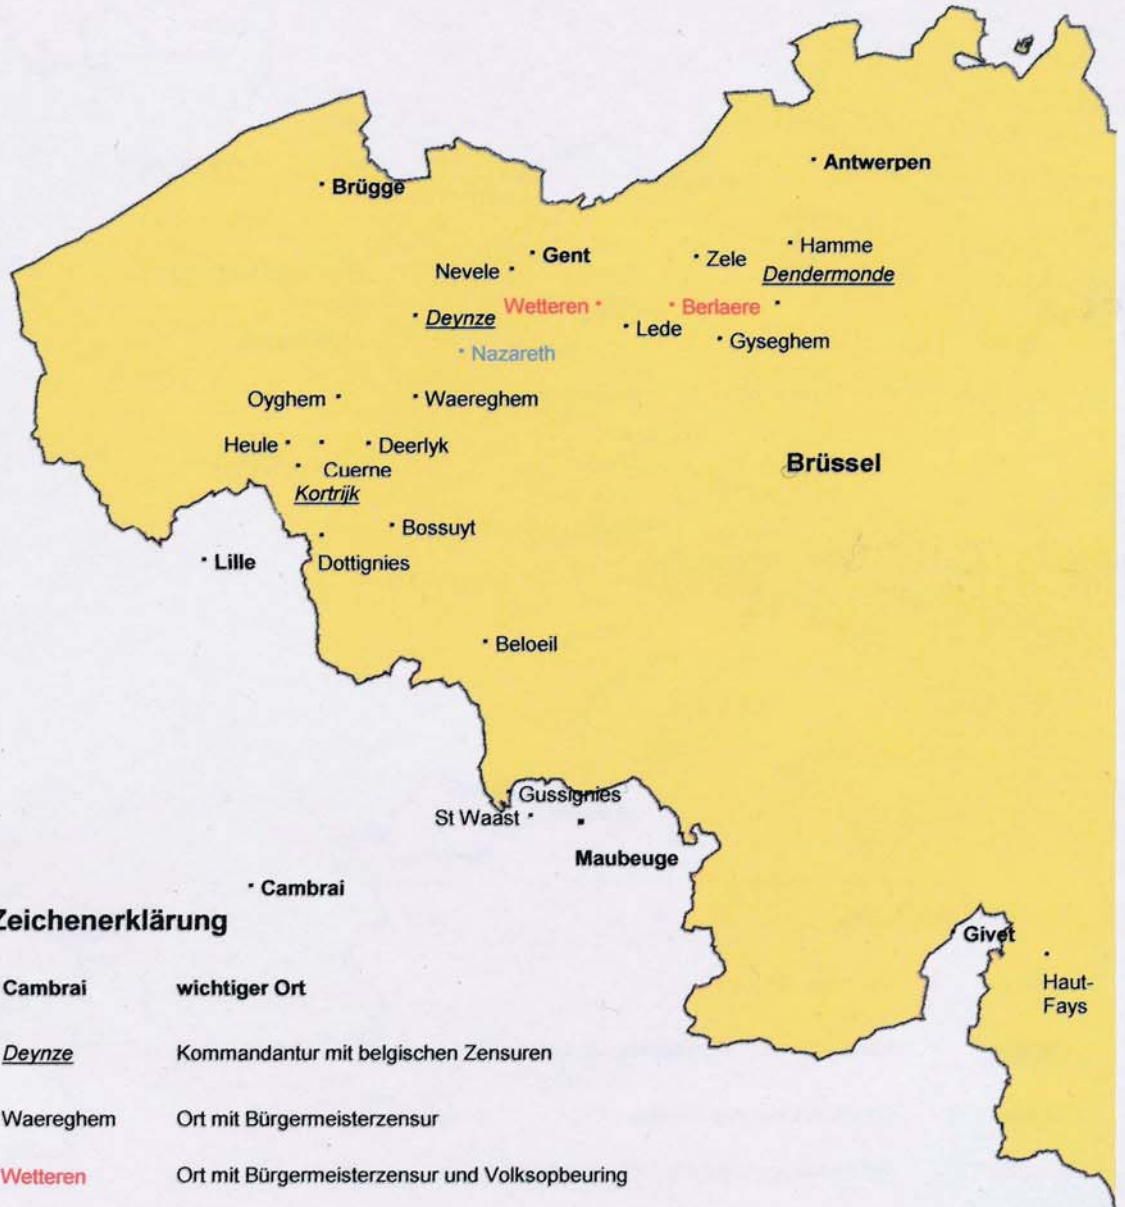 Antwerpen
Brügge
Hamme
Gent
Zele
Nevele
Dendermonde
Wetteren
Berlaere
Deynze
Lede
Gyseghem
Nazareth
Oyghem
Waereghem
Heule
Deerlyk
Cuerne
Brüssel
Kortrijk
Bossuyt
Lille
Dottignies
Beloeil
Gussignies
St Waast
Maubeuge
Cambrai
Givet
Haut-
Fays
Zeichenerklärung
Cambrai wichtiger Ort
Deynze Kommandantur mit belgischen Zensuren
Waereghem Ort mit Bürgermeisterzensur
Wetteren Ort mit Bürgermeisterzensur und Volksopbeuring